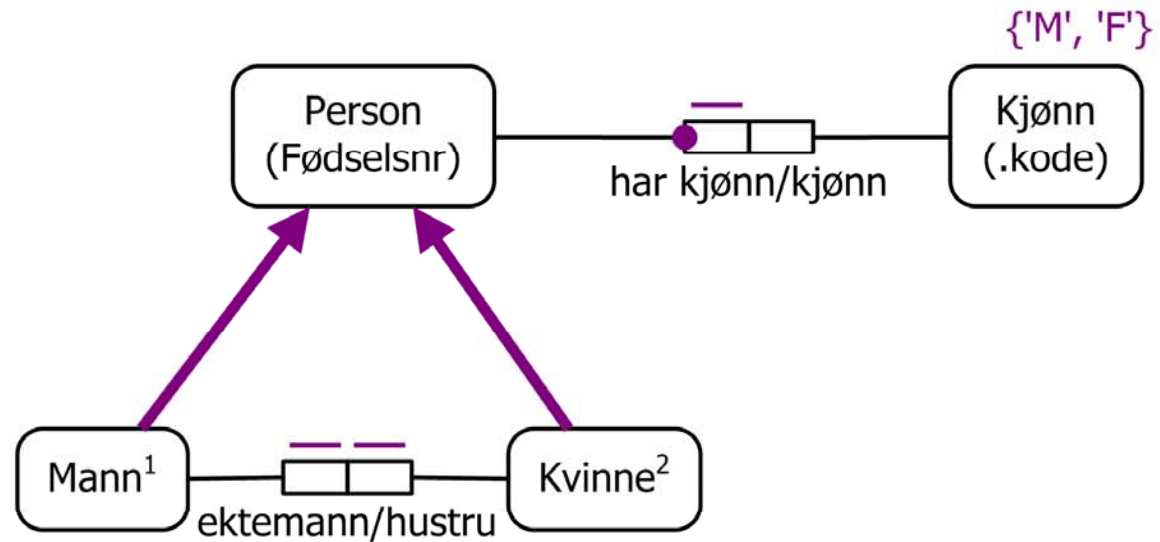 {'M', 'F'}
Person
(Fødselsnr)
Kjønn
(.kode)
har kjønn/kjønn
Mann¹
Kvinne²
ektemann/hustru